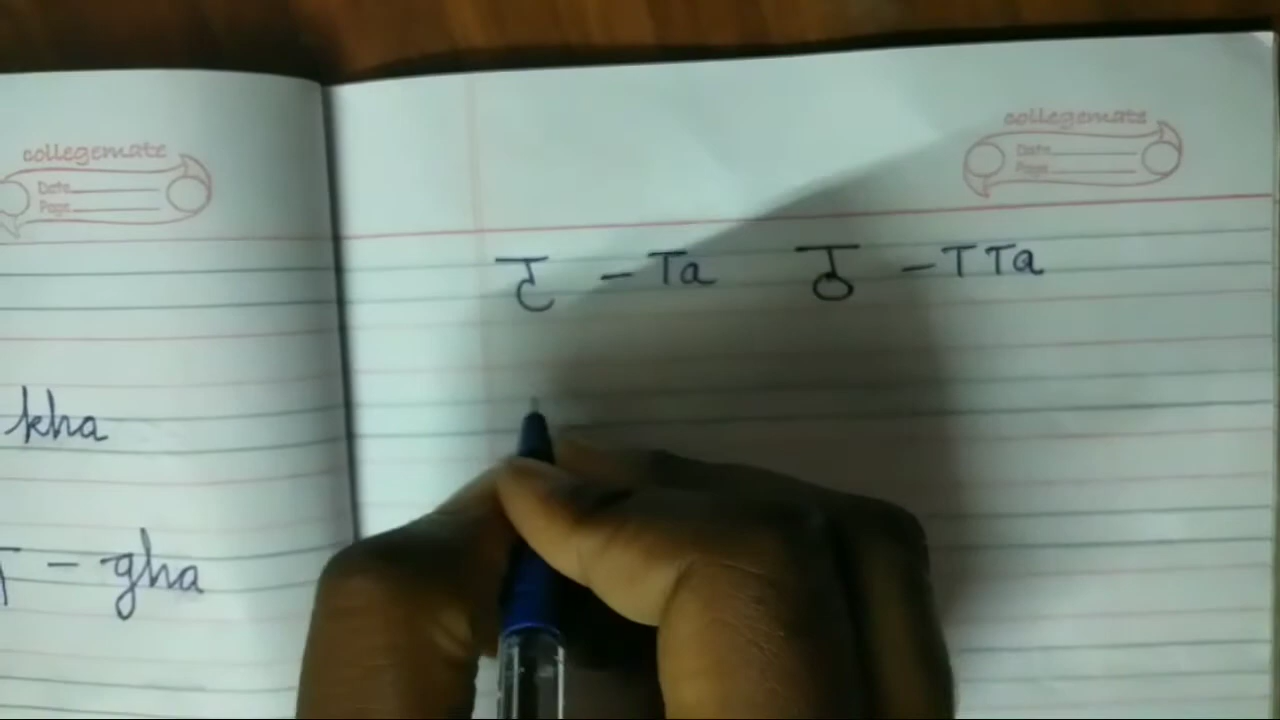 collegemate
Date
Page
kha
- gha
collegemate
Date
Page
ट - Ta ठ - TTa